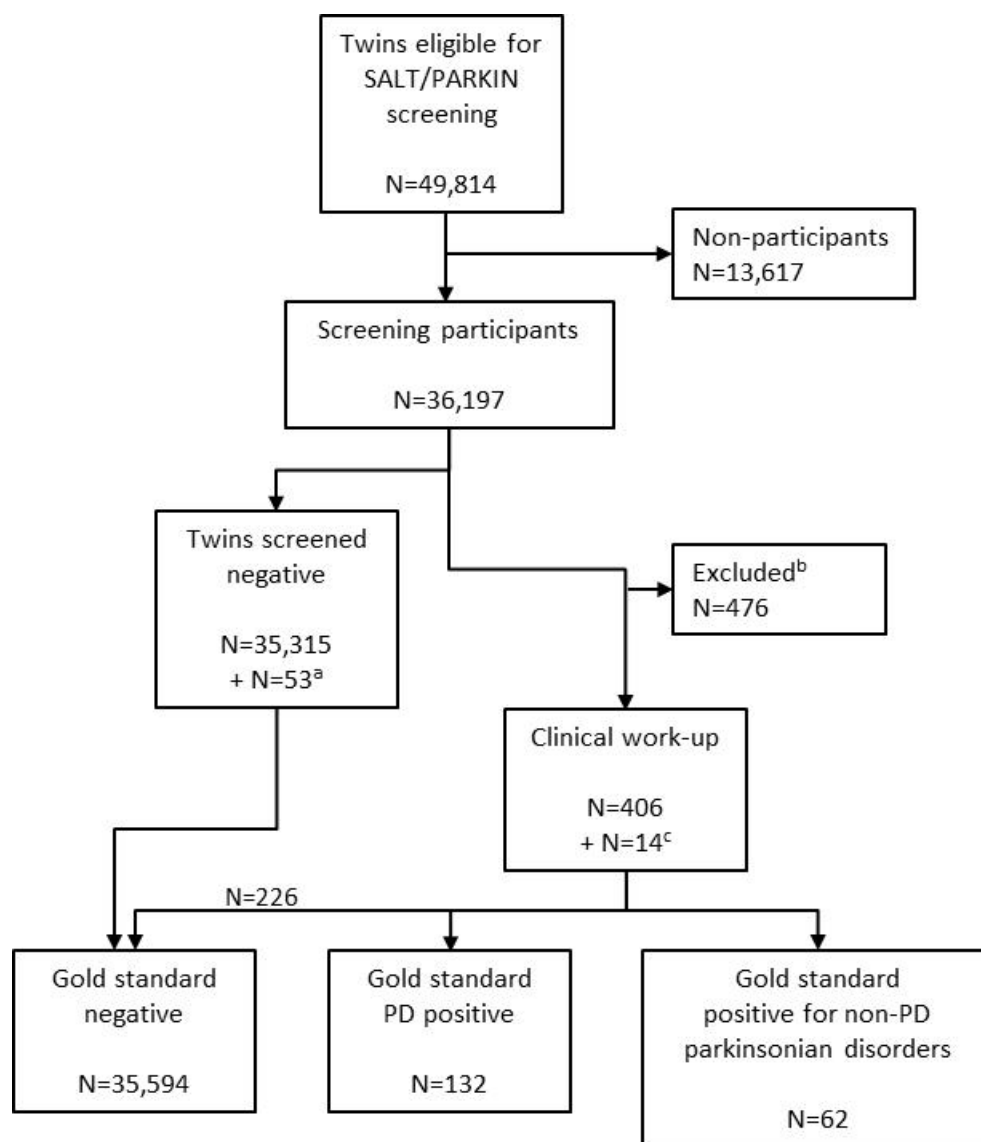 Twins eligible for
SALT/PARKIN
screening
N=49,814
Non-participants
N=13,617
Screening participants
N=36,197
Twins screened
negative
N=35,315
+ N=53ᵃ
Excludedᵇ
N=476
Clinical work-up
N=406
+ N=14ᶜ
N=226
Gold standard
negative
N=35,594
Gold standard
PD positive
N=132
Gold standard
positive for non-PD
parkinsonian disorders
N=62